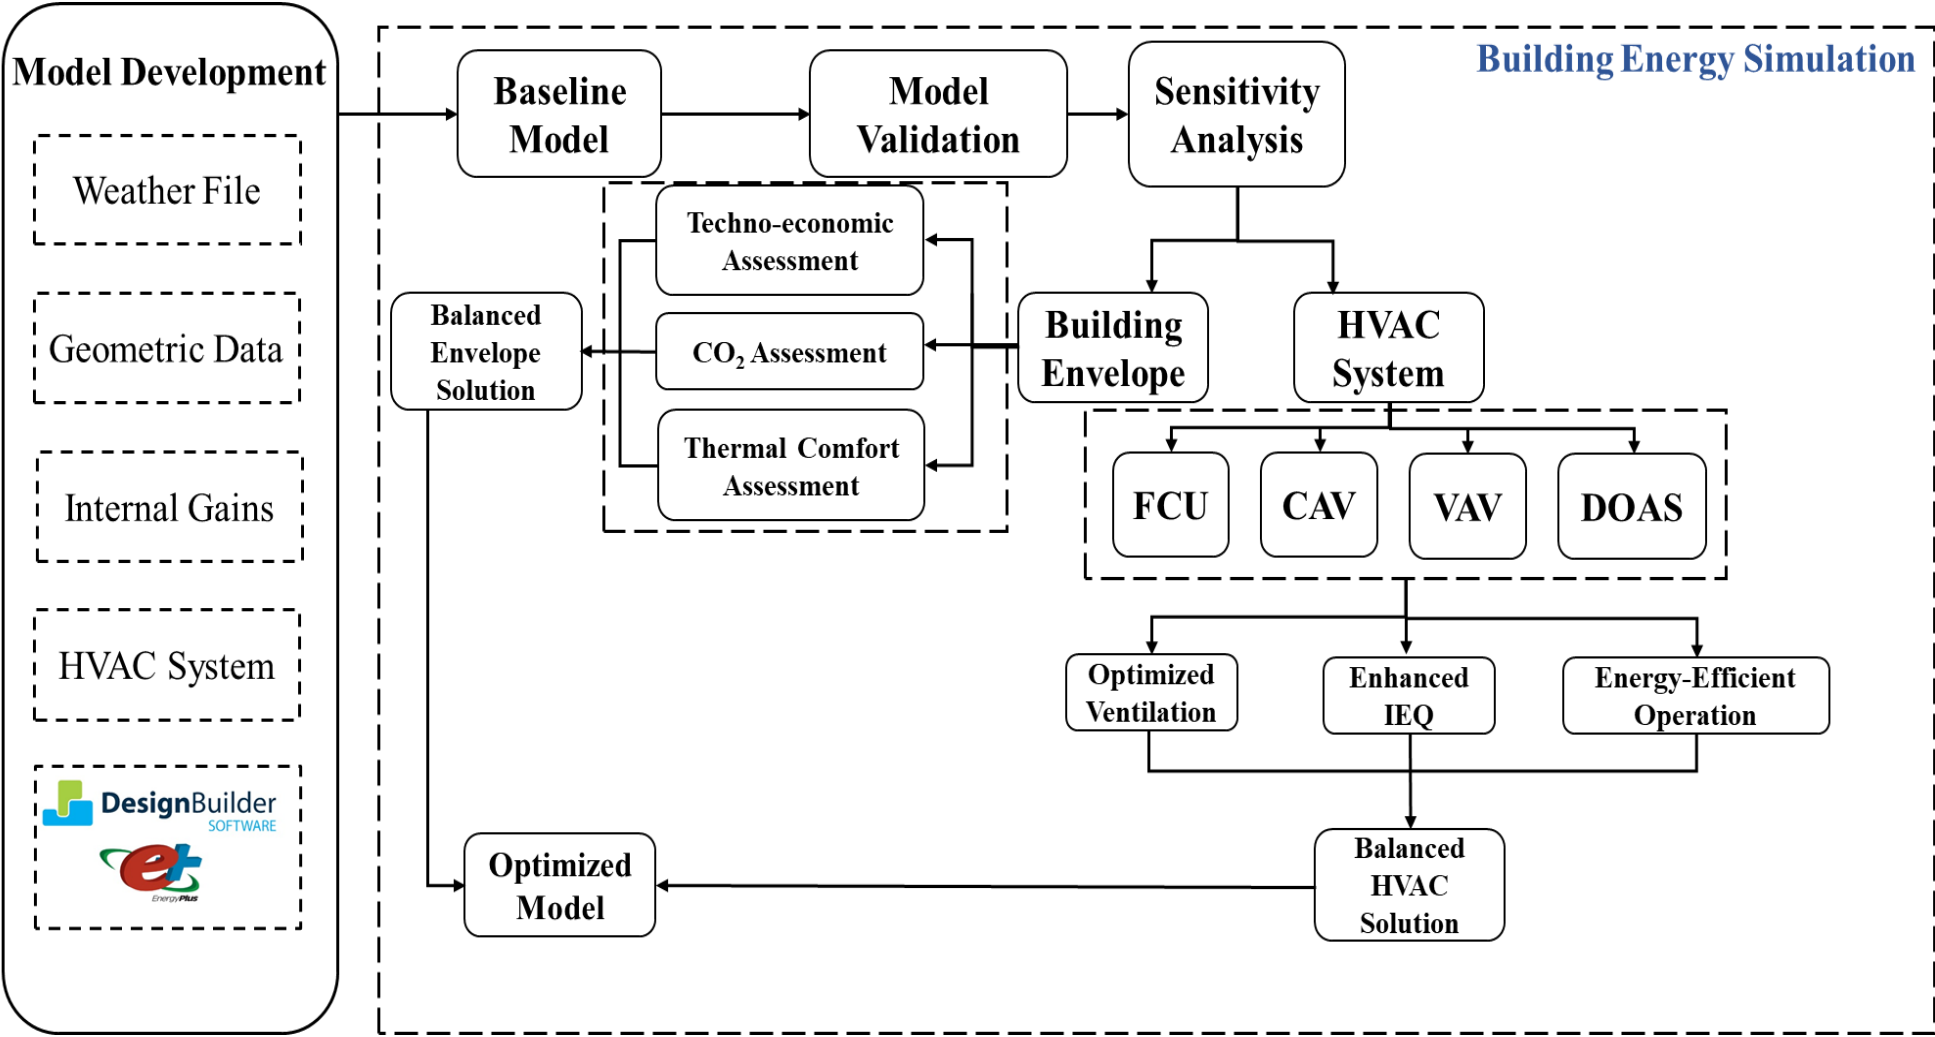 Model Development
Weather File
Geometric Data
Internal Gains
HVAC System
DesignBuilder
SOFTWARE
et
EnergyPlus
Building Energy Simulation
Baseline
Model
Model
Validation
Sensitivity
Analysis
Techno-economic
Assessment
CO₂ Assessment
Thermal Comfort
Assessment
Balanced
Envelope
Solution
Building
Envelope
HVAC
System
FCU
CAV
VAV
DOAS
Optimized
Ventilation
Enhanced
IEQ
Energy-Efficient
Operation
Optimized
Model
Balanced
HVAC
Solution